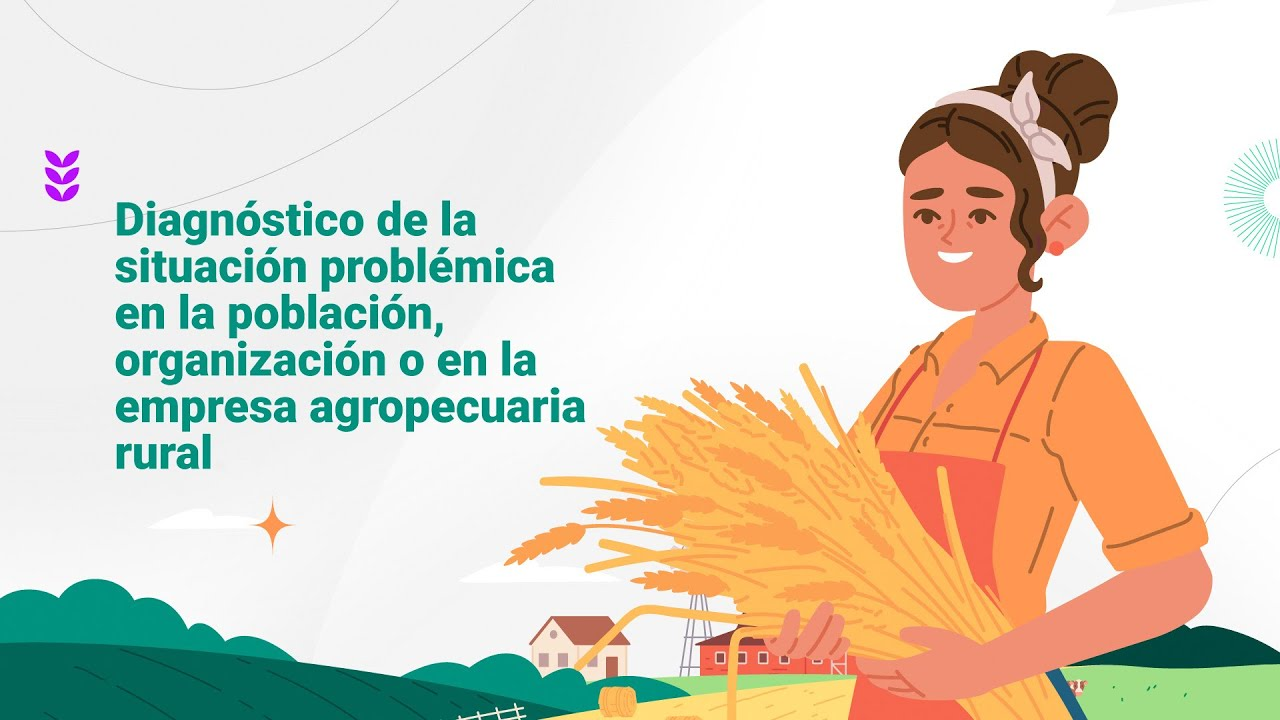 Diagnóstico de la
situación problémica
en la población,
organización o en la
empresa agropecuaria
rural